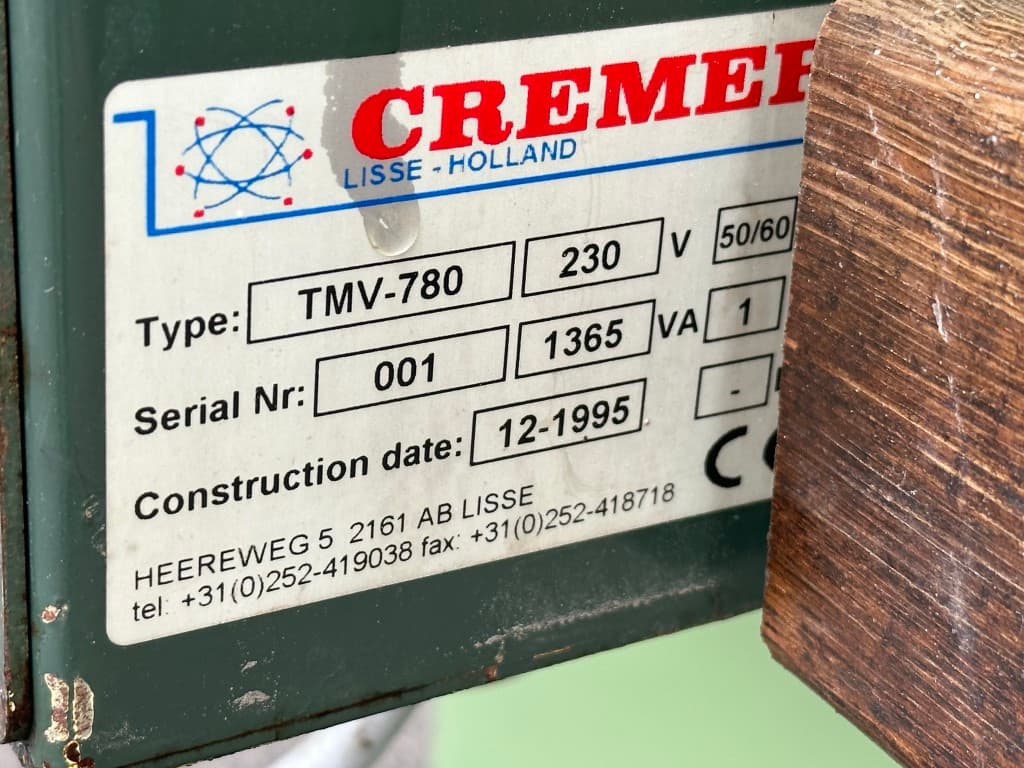 CREMER
LISSE - HOLLAND
Type: TMV-780 230 V 50/60
Serial Nr: 001 1365 VA 1
Construction date: 12-1995 -
CE
HEEREWEG 5 2161 AB LISSE
tel: +31(0)252-419038 fax: +31(0)252-418718